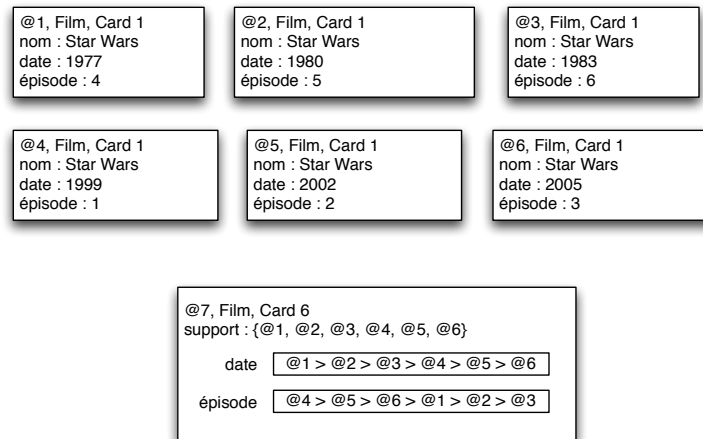 @1, Film, Card 1
nom : Star Wars
date : 1977
épisode : 4
@2, Film, Card 1
nom : Star Wars
date : 1980
épisode : 5
@3, Film, Card 1
nom : Star Wars
date : 1983
épisode : 6
@4, Film, Card 1
nom : Star Wars
date : 1999
épisode : 1
@5, Film, Card 1
nom : Star Wars
date : 2002
épisode : 2
@6, Film, Card 1
nom : Star Wars
date : 2005
épisode : 3
@7, Film, Card 6
support : {@1, @2, @3, @4, @5, @6}
date @1 > @2 > @3 > @4 > @5 > @6
épisode @4 > @5 > @6 > @1 > @2 > @3